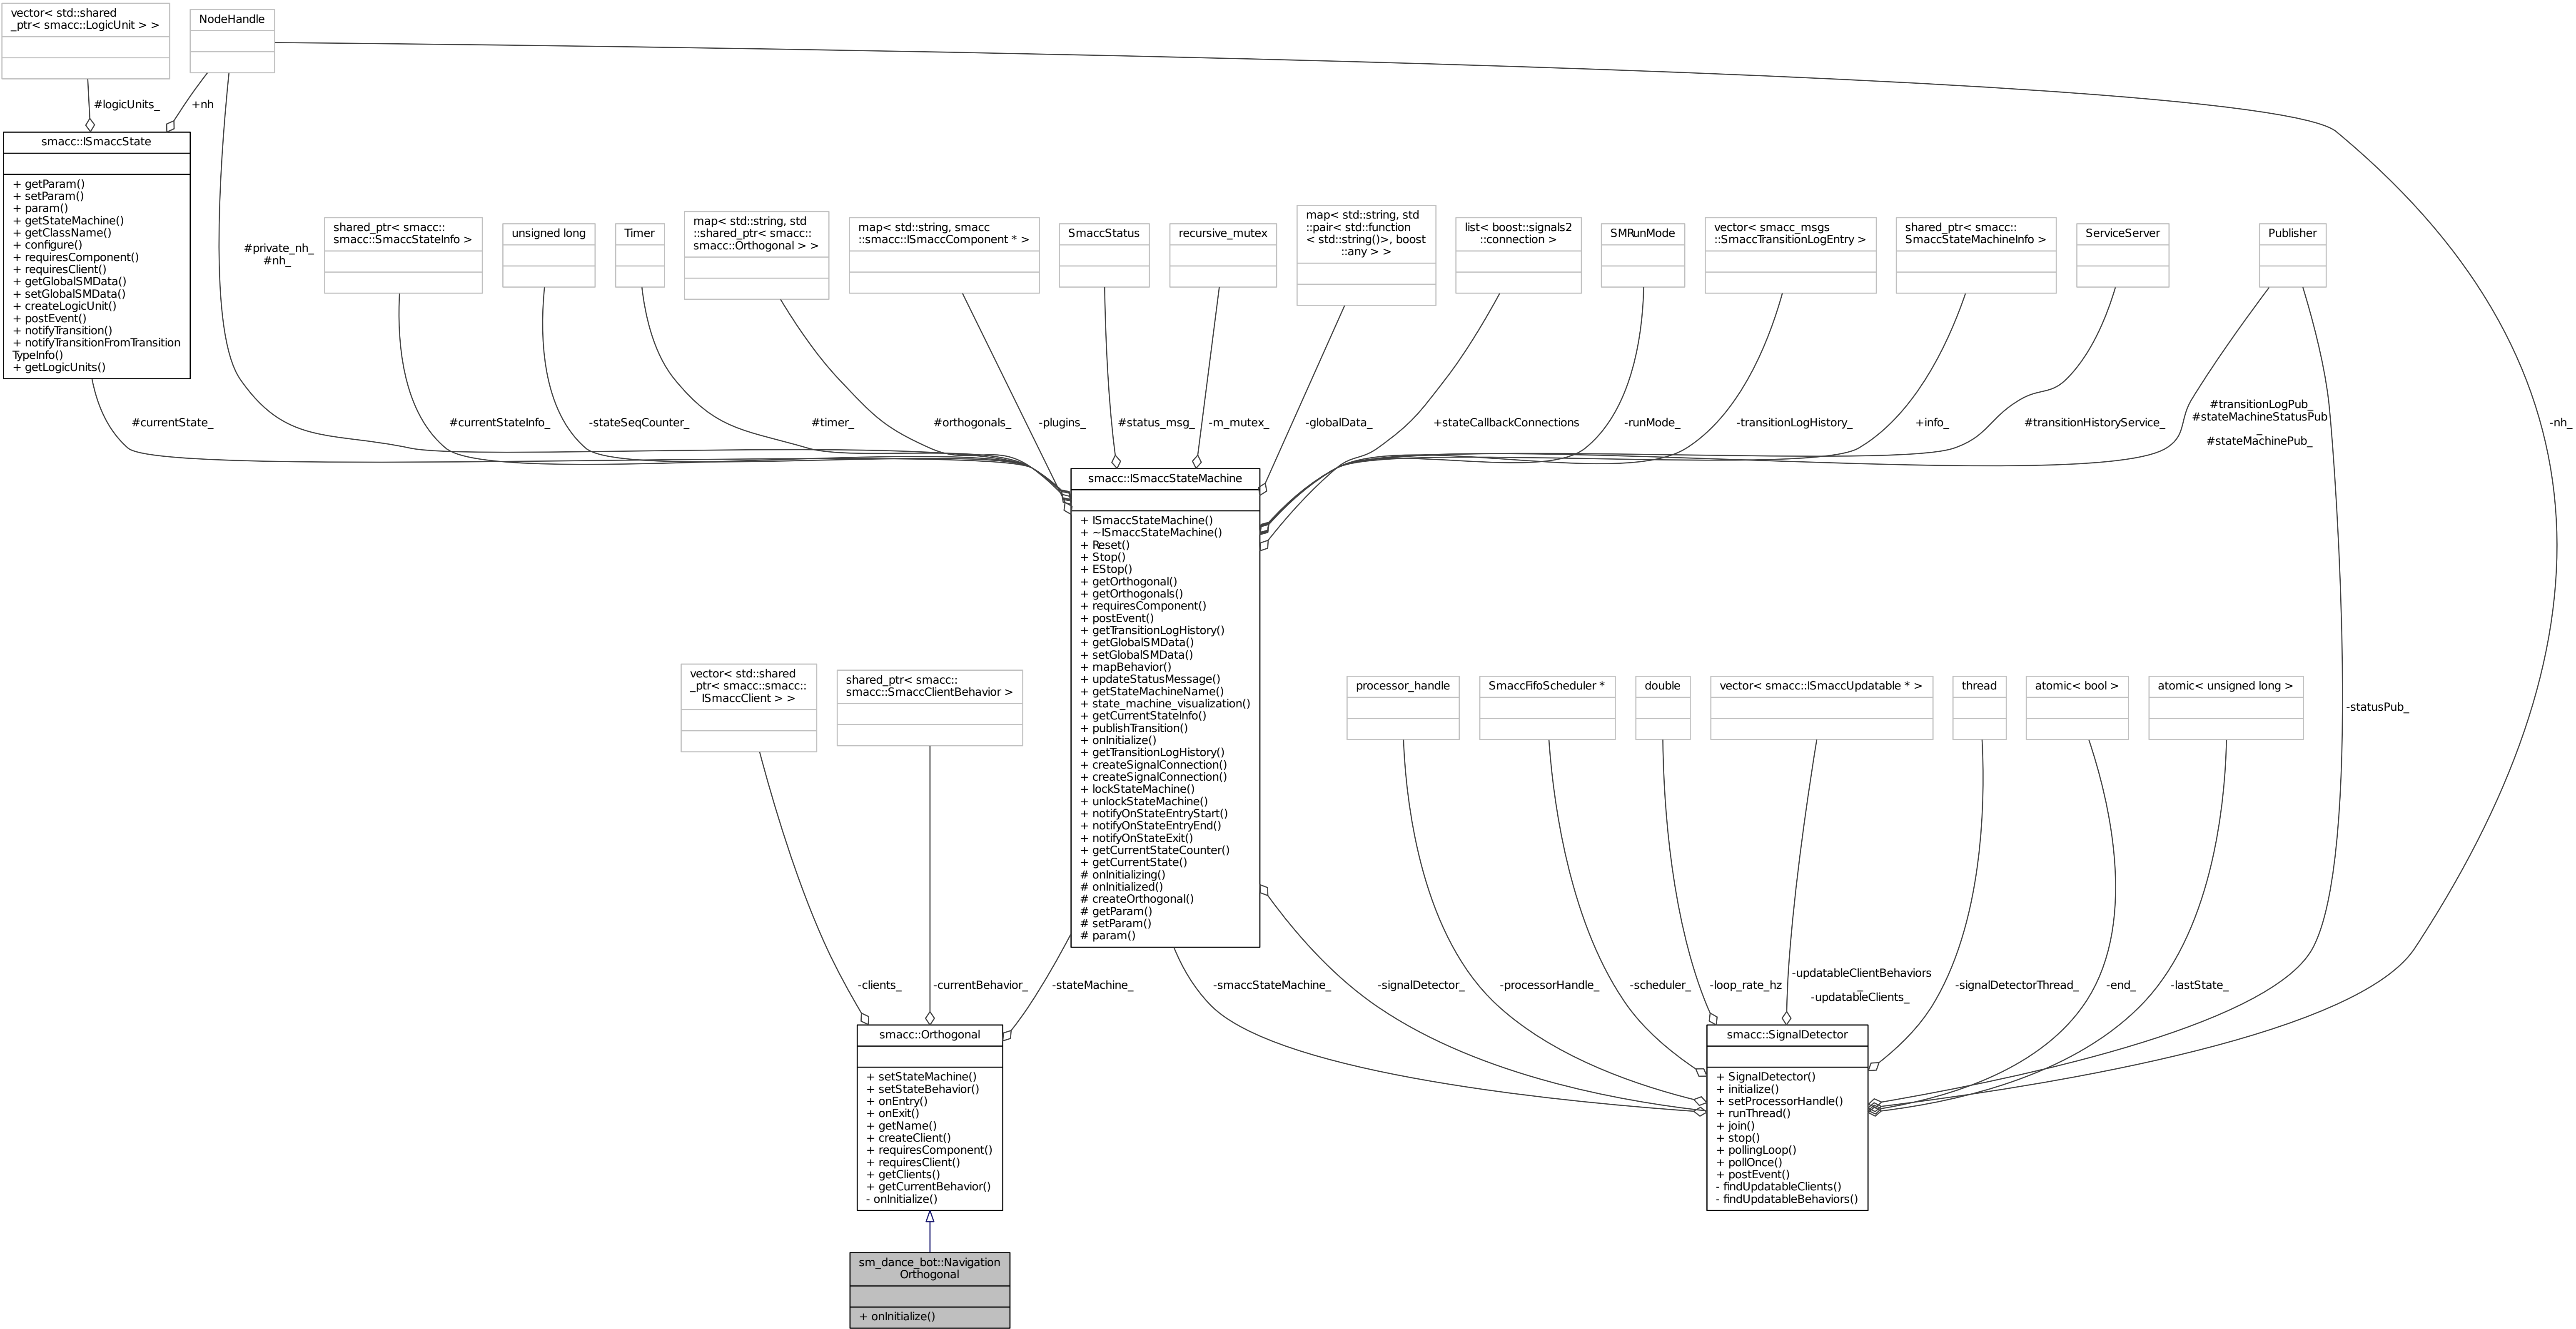 vector< std::shared
_ptr< smacc::LogicUnit > >
NodeHandle
#logicUnits_
+nh
smacc::ISmaccState
+ getParam()
+ setParam()
+ param()
+ getStateMachine()
+ getClassName()
+ configure()
+ requiresComponent()
+ requiresClient()
+ getGlobalSMData()
+ setGlobalSMData()
+ createLogicUnit()
+ postEvent()
+ notifyTransition()
+ notifyTransitionFromTransition
TypeInfo()
+ getLogicUnits()
#private_nh_
#nh_
shared_ptr< smacc::
smacc::SmaccStateInfo >
unsigned long
Timer
map< std::string, std
::shared_ptr< smacc::
smacc::Orthogonal > >
map< std::string, smacc
::smacc::ISmaccComponent * >
SmaccStatus
recursive_mutex
map< std::string, std
::pair< std::function
< std::string()>, boost
::any > >
list< boost::signals2
::connection >
SMRunMode
vector< smacc_msgs
::SmaccTransitionLogEntry >
shared_ptr< smacc::
SmaccStateMachineInfo >
ServiceServer
Publisher
#currentState_
#currentStateInfo_
-stateSeqCounter_
#timer_
#orthogonals_
-plugins_
#status_msg_
-m_mutex_
-globalData_
+stateCallbackConnections
-runMode_
-transitionLogHistory_
+info_
#transitionHistoryService_
#transitionLogPub_
#stateMachineStatusPub
_
#stateMachinePub_
-nh_
smacc::ISmaccStateMachine
+ ISmaccStateMachine()
+ ~ISmaccStateMachine()
+ Reset()
+ Stop()
+ EStop()
+ getOrthogonal()
+ getOrthogonals()
+ requiresComponent()
+ postEvent()
+ getTransitionLogHistory()
+ getGlobalSMData()
+ setGlobalSMData()
+ mapBehavior()
+ updateStatusMessage()
+ getStateMachineName()
+ state_machine_visualization()
+ getCurrentStateInfo()
+ publishTransition()
+ onInitialize()
+ getTransitionLogHistory()
+ createSignalConnection()
+ createSignalConnection()
+ lockStateMachine()
+ unlockStateMachine()
+ notifyOnStateEntryStart()
+ notifyOnStateEntryEnd()
+ notifyOnStateExit()
+ getCurrentStateCounter()
+ getCurrentState()
# onInitializing()
# onInitialized()
# createOrthogonal()
# getParam()
# setParam()
# param()
vector< std::shared
_ptr< smacc::smacc::
ISmaccClient > >
shared_ptr< smacc::
smacc::SmaccClientBehavior >
processor_handle
SmaccFifoScheduler *
double
vector< smacc::ISmaccUpdatable * >
thread
atomic< bool >
atomic< unsigned long >
-statusPub_
-clients_
-currentBehavior_
-stateMachine_
-smaccStateMachine_
-signalDetector_
-processorHandle_
-scheduler_
-loop_rate_hz
-updatableClientBehaviors
_
-updatableClients_
-signalDetectorThread_
-end_
-lastState_
smacc::Orthogonal
+ setStateMachine()
+ setStateBehavior()
+ onEntry()
+ onExit()
+ getName()
+ createClient()
+ requiresComponent()
+ requiresClient()
+ getClients()
+ getCurrentBehavior()
- onInitialize()
smacc::SignalDetector
+ SignalDetector()
+ initialize()
+ setProcessorHandle()
+ runThread()
+ join()
+ stop()
+ pollingLoop()
+ pollOnce()
+ postEvent()
- findUpdatableClients()
- findUpdatableBehaviors()
sm_dance_bot::Navigation
Orthogonal
+ onInitialize()